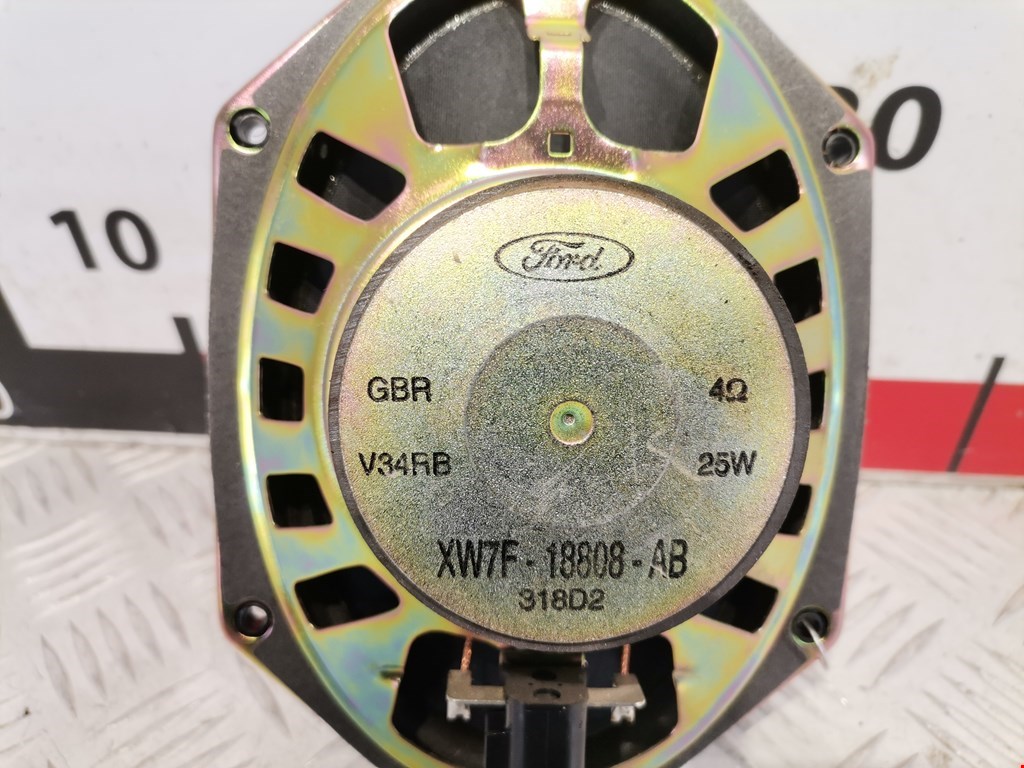 Ford
GBR 4Ω
V34RB 25W
XW7F - 18808 - AB
318D2
10